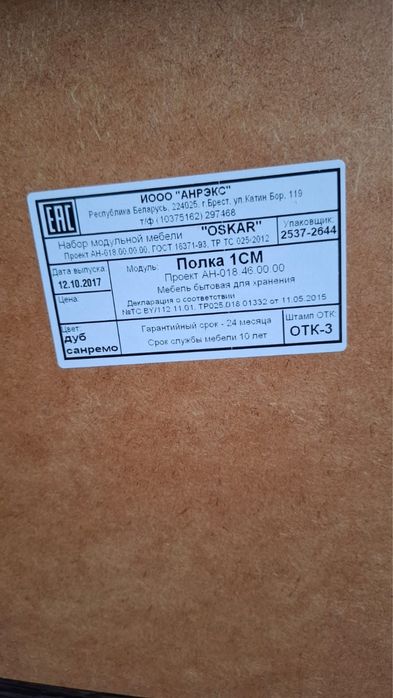 EAC
ИООО "АНРЭКС"
Республика Беларусь, 224025, г.Брест, ул.Катин Бор, 119
т/ф (10375162) 297468
Набор модульной мебели "OSKAR"
Проект АН-018.00.00.00, ГОСТ 16371-93, ТР ТС 025/2012
Упаковщик:
2537-2644
Дата выпуска
12.10.2017
Цена:
Модуль:
Полка 1СМ
Проект АН-018.46.00.00
Мебель бытовая для хранения
Декларация о соответствии
№ТС BY/112 11.01. ТР025 018 01332 от 11.05.2015
Цвет:
дуб
санремо
Гарантийный срок - 24 месяца
Срок службы мебели 10 лет
Штамп ОТК:
ОТК-3